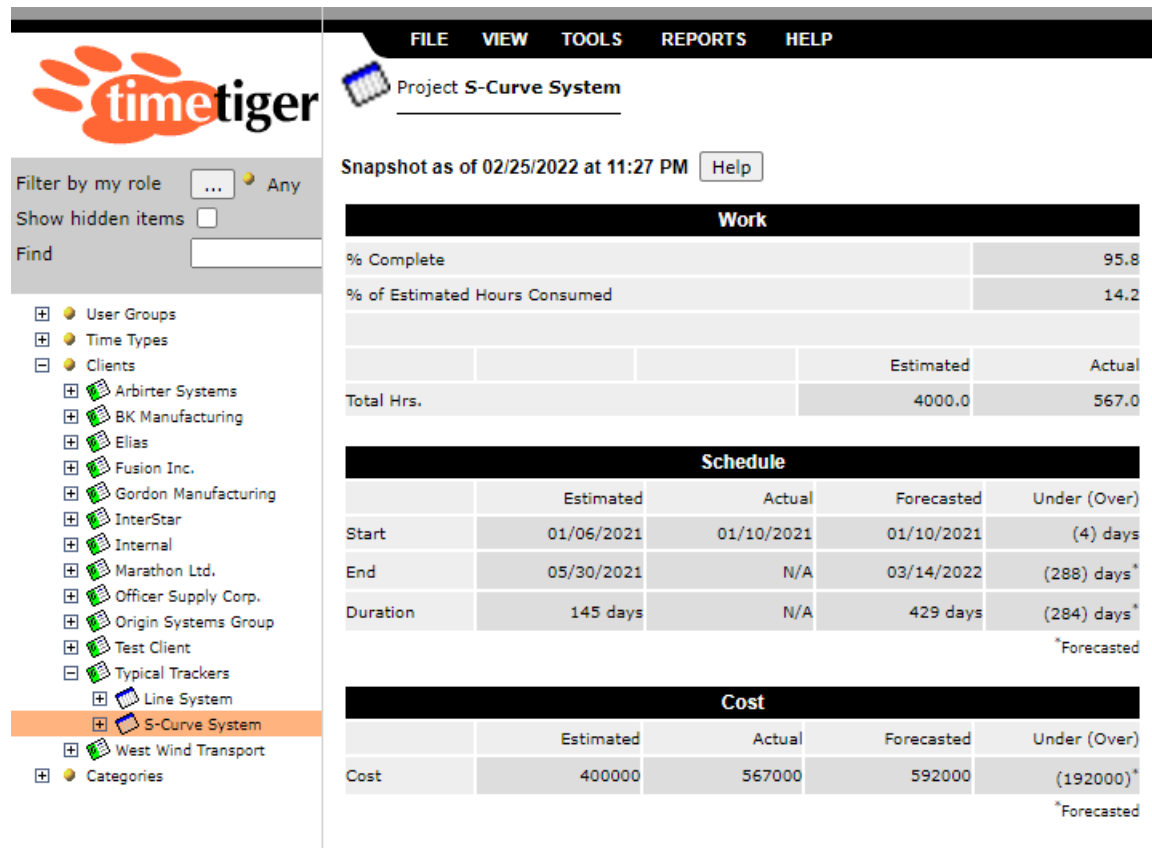 FILE VIEW TOOLS REPORTS HELP
timetiger
Project S-Curve System
Filter by my role ... Any
Show hidden items
Find
User Groups
Time Types
Clients
Arbirter Systems
BK Manufacturing
Elias
Fusion Inc.
Gordon Manufacturing
InterStar
Internal
Marathon Ltd.
Officer Supply Corp.
Origin Systems Group
Test Client
Typical Trackers
Line System
S-Curve System
West Wind Transport
Categories
Snapshot as of 02/25/2022 at 11:27 PM Help
Work
% Complete 95.8
% of Estimated Hours Consumed 14.2
Estimated Actual
Total Hrs. 4000.0 567.0
Schedule
Estimated Actual Forecasted Under (Over)
Start 01/06/2021 01/10/2021 01/10/2021 (4) days
End 05/30/2021 N/A 03/14/2022 (288) days*
Duration 145 days N/A 429 days (284) days*
*Forecasted
Cost
Estimated Actual Forecasted Under (Over)
Cost 400000 567000 592000 (192000)*
*Forecasted